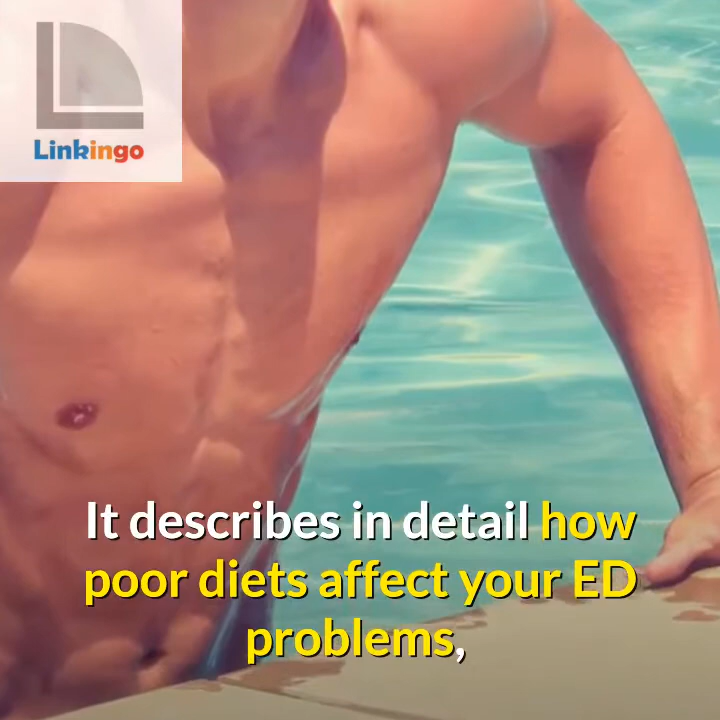 Linkingo
It describes in detail how
poor diets affect your ED
problems,